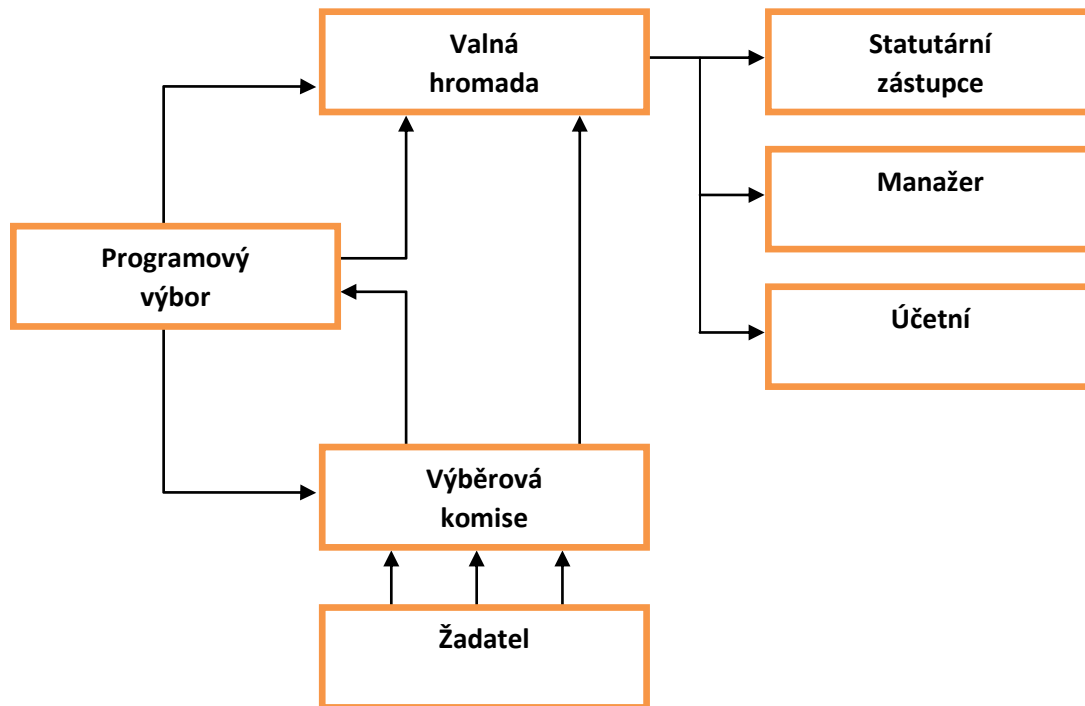 Valná
hromada
Statutární
zástupce
Manažer
Programový
výbor
Účetní
Výběrová
komise
Žadatel